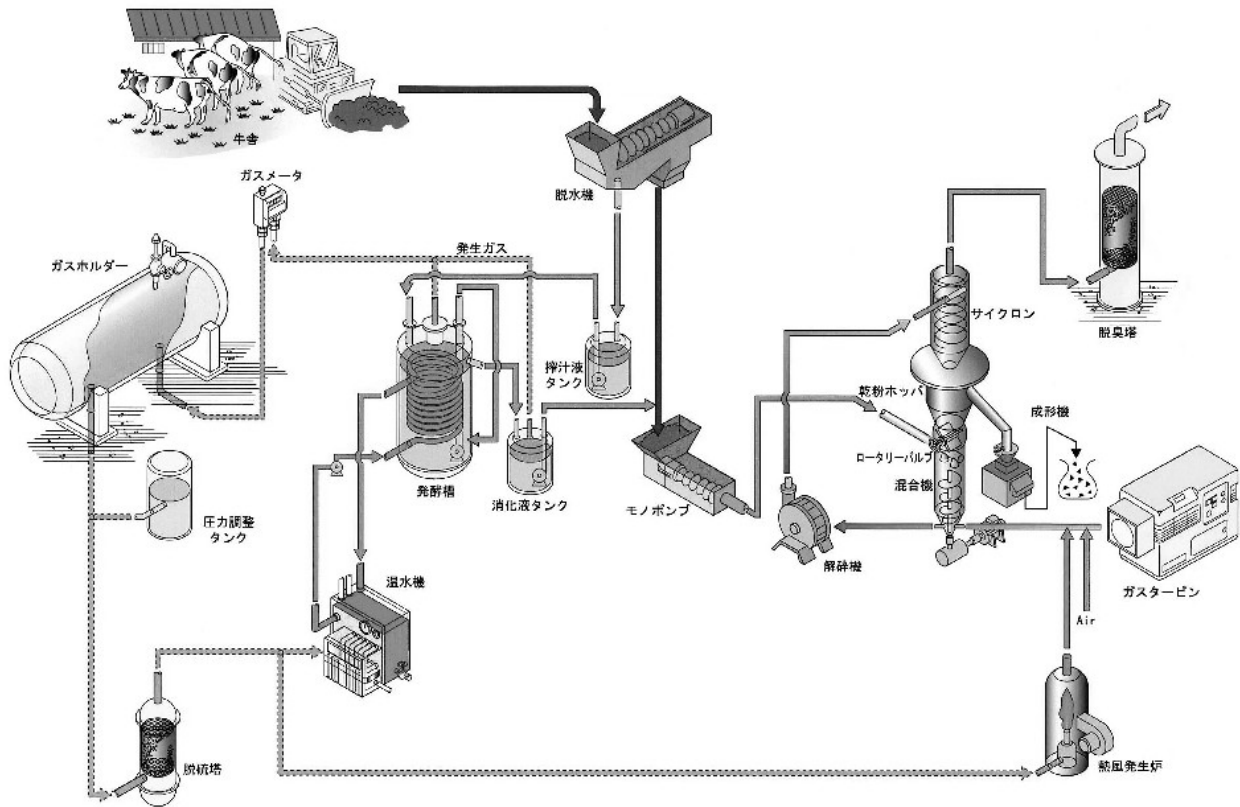 牛舎
ガスメータ
脱水機
発生ガス
ガスホルダー
サイクロン
脱臭塔
搾汁液
タンク
乾粉ホッパ
成形機
ロータリーバルブ
混合機
発酵槽
消化液タンク
モノポンプ
圧力調整
タンク
解砕機
ガスタービン
温水機
Air
脱硫塔
熱風発生炉